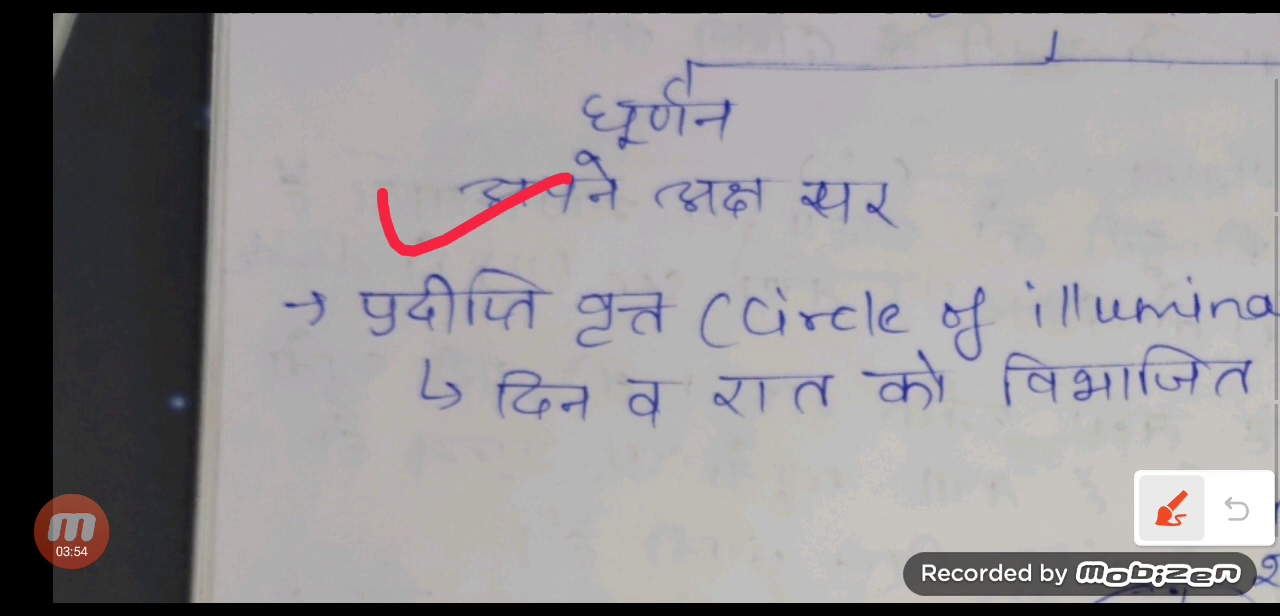 घूर्णन
अपने अक्ष पर
→ प्रदीप्ति वृत्त (Circle of illumina
↳ दिन व रात को विभाजित
03:54
Recorded by MOBIZEN